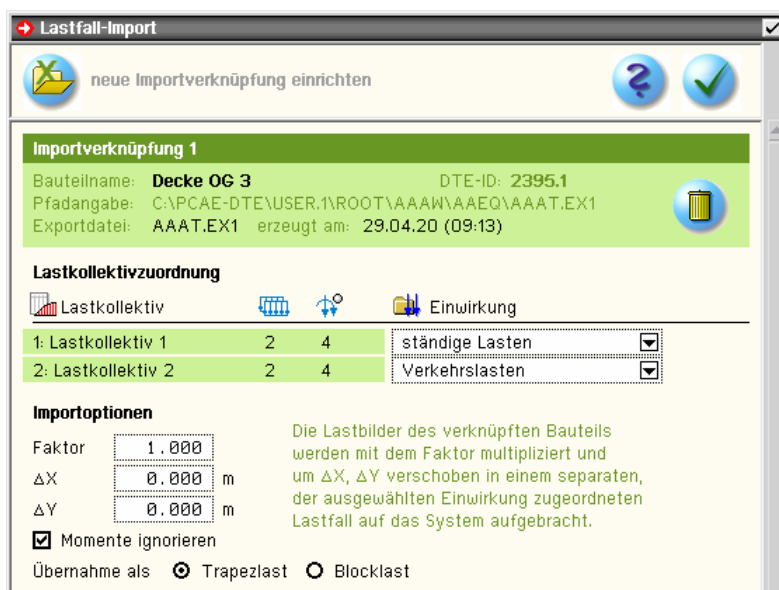 Lastfall-Import
neue Importverknüpfung einrichten
Importverknüpfung 1
Bauteilname: Decke OG 3 DTE-ID: 2395.1
Pfadangabe: C:\PCAE-DTE\USER.1\ROOT\AAAW\AAEQ\AAAT.EX1
Exportdatei: AAAT.EX1 erzeugt am: 29.04.20 (09:13)
Lastkollektivzuordnung
Lastkollektiv Einwirkung
1: Lastkollektiv 1 2 4 ständige Lasten
2: Lastkollektiv 2 2 4 Verkehrslasten
Importoptionen
Faktor 1.000
ΔX 0.000 m
ΔY 0.000 m
Momente ignorieren
Die Lastbilder des verknüpften Bauteils
werden mit dem Faktor multipliziert und
um ΔX, ΔY verschoben in einem separaten,
der ausgewählten Einwirkung zugeordneten
Lastfall auf das System aufgebracht.
Übernahme als Trapezlast Blocklast